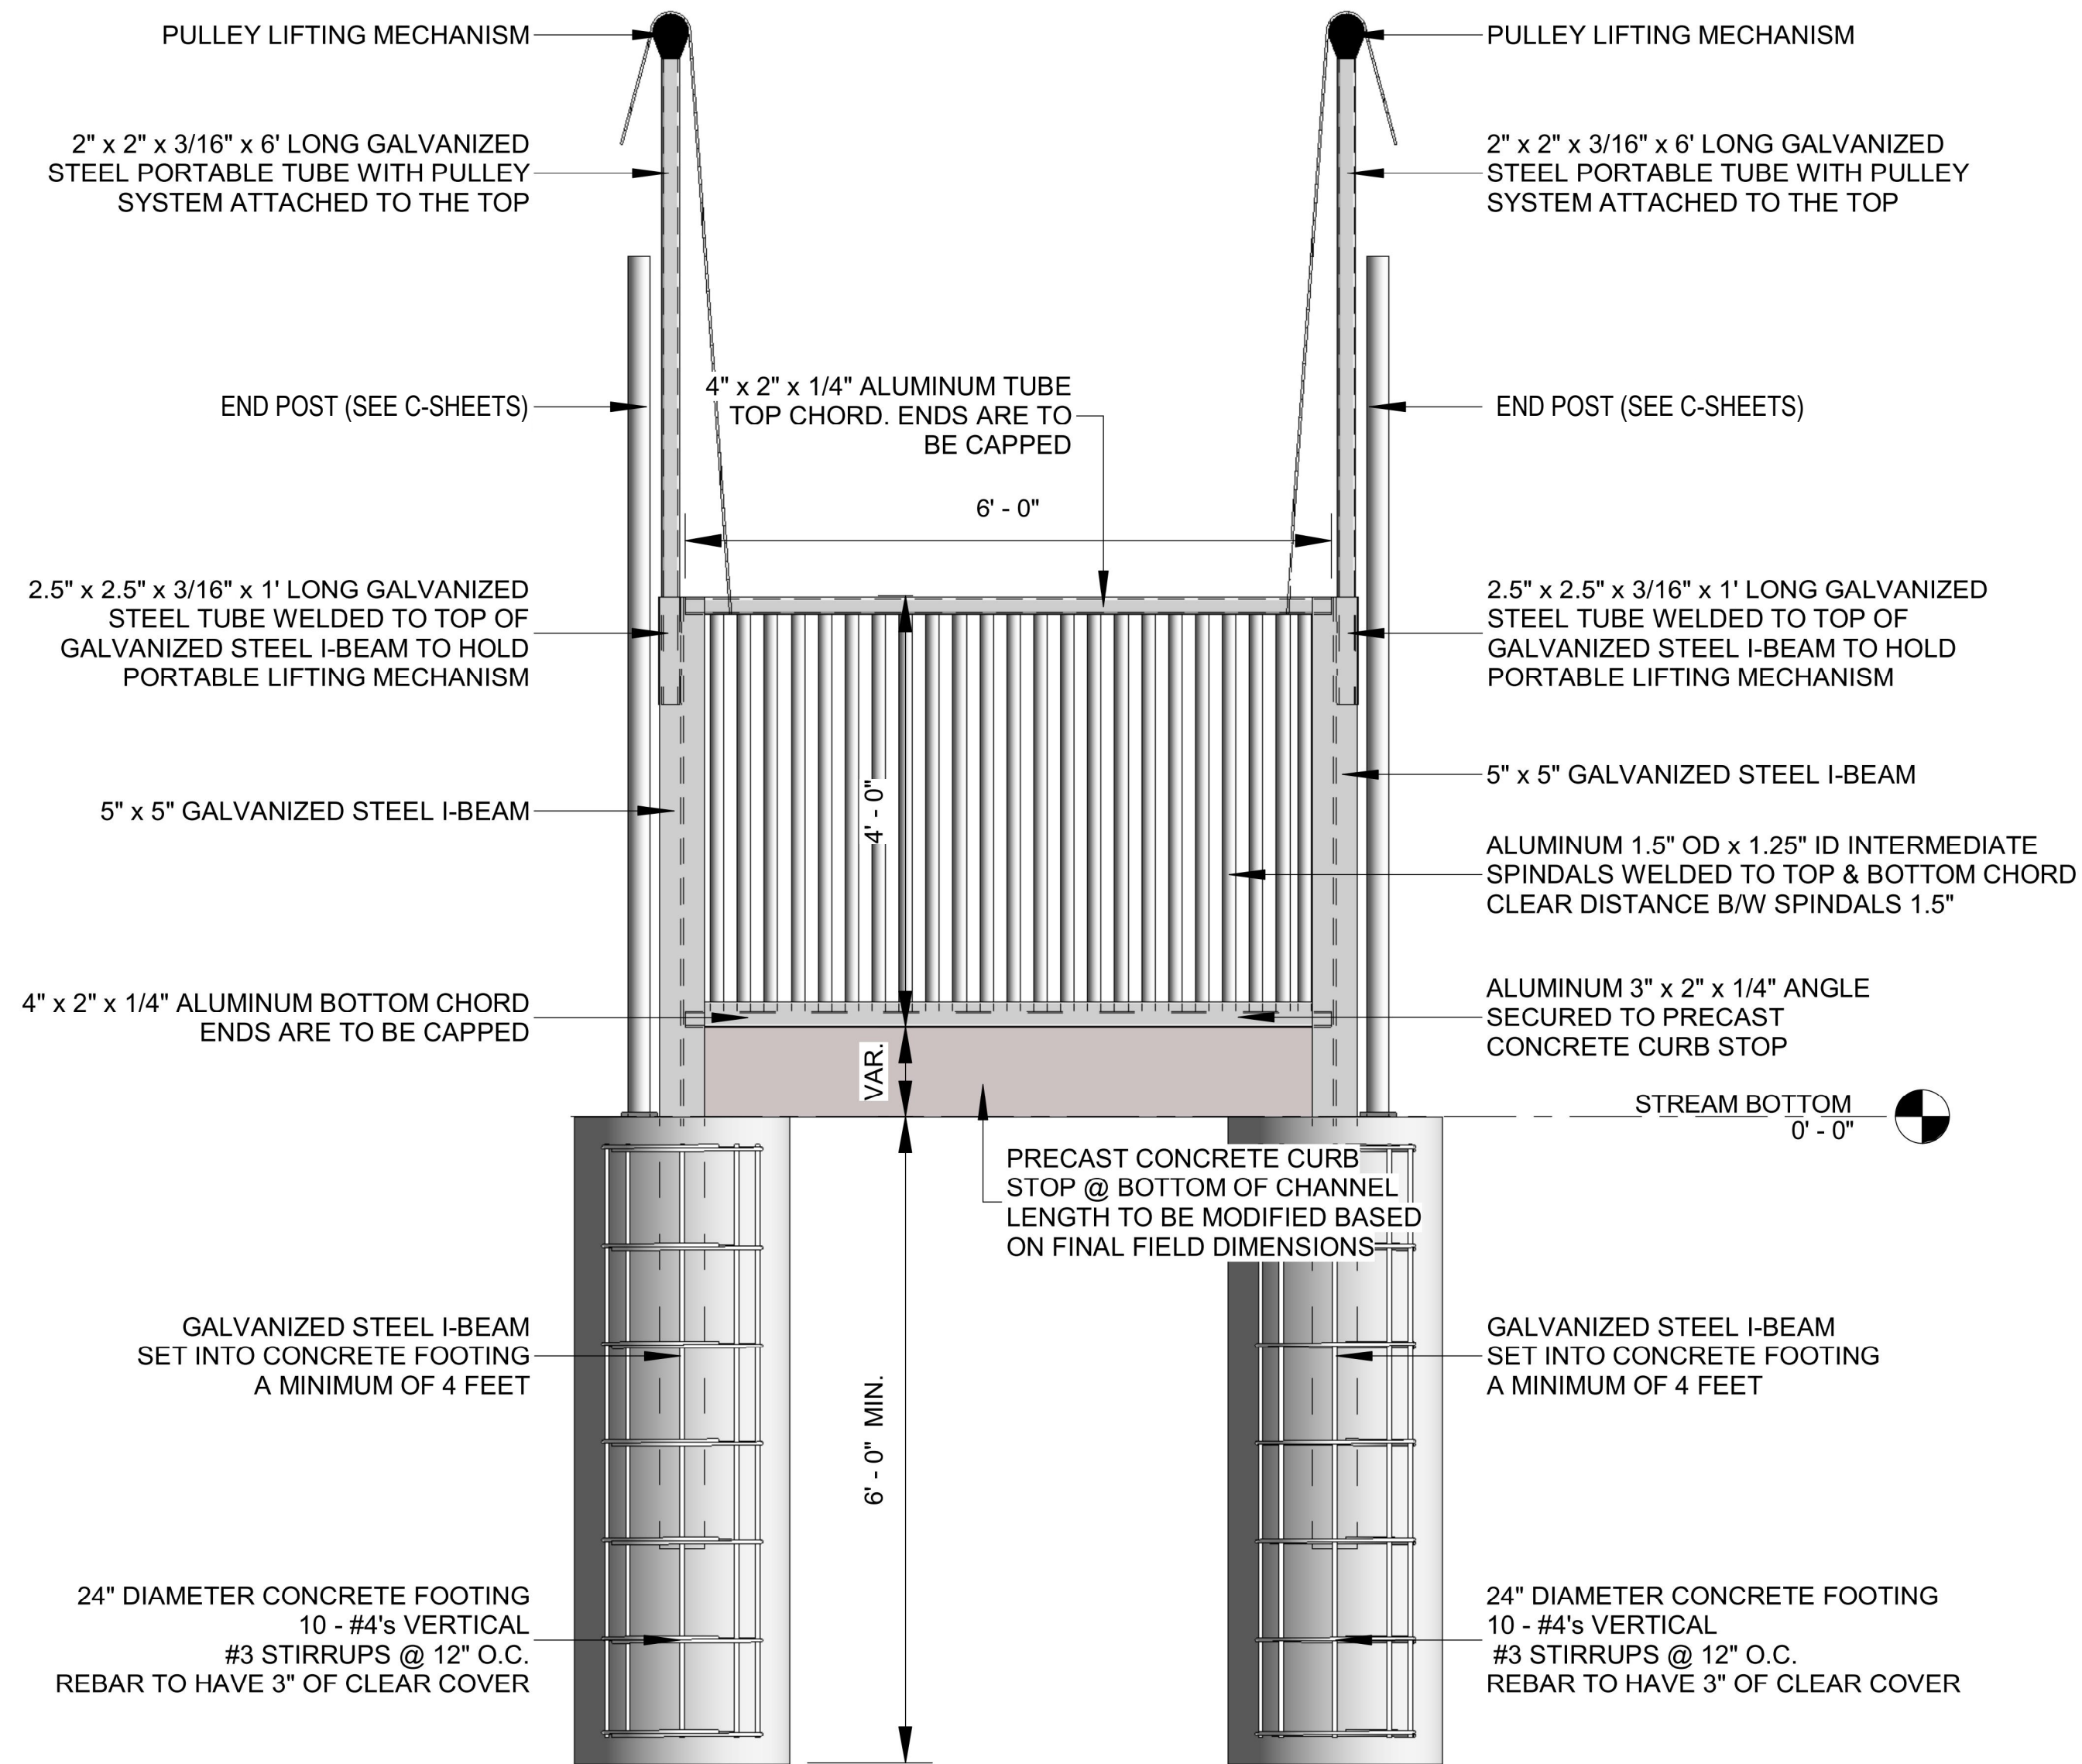 PULLEY LIFTING MECHANISM
PULLEY LIFTING MECHANISM
2" x 2" x 3/16" x 6' LONG GALVANIZED
STEEL PORTABLE TUBE WITH PULLEY
SYSTEM ATTACHED TO THE TOP
2" x 2" x 3/16" x 6' LONG GALVANIZED
STEEL PORTABLE TUBE WITH PULLEY
SYSTEM ATTACHED TO THE TOP
END POST (SEE C-SHEETS)
4" x 2" x 1/4" ALUMINUM TUBE
TOP CHORD. ENDS ARE TO
BE CAPPED
END POST (SEE C-SHEETS)
6' - 0"
2.5" x 2.5" x 3/16" x 1' LONG GALVANIZED
STEEL TUBE WELDED TO TOP OF
GALVANIZED STEEL I-BEAM TO HOLD
PORTABLE LIFTING MECHANISM
2.5" x 2.5" x 3/16" x 1' LONG GALVANIZED
STEEL TUBE WELDED TO TOP OF
GALVANIZED STEEL I-BEAM TO HOLD
PORTABLE LIFTING MECHANISM
5" x 5" GALVANIZED STEEL I-BEAM
4' - 0"
5" x 5" GALVANIZED STEEL I-BEAM
ALUMINUM 1.5" OD x 1.25" ID INTERMEDIATE
SPINDALS WELDED TO TOP & BOTTOM CHORD
CLEAR DISTANCE B/W SPINDALS 1.5"
4" x 2" x 1/4" ALUMINUM BOTTOM CHORD
ENDS ARE TO BE CAPPED
ALUMINUM 3" x 2" x 1/4" ANGLE
SECURED TO PRECAST
CONCRETE CURB STOP
VAR.
STREAM BOTTOM
0' - 0"
PRECAST CONCRETE CURB
STOP @ BOTTOM OF CHANNEL
LENGTH TO BE MODIFIED BASED
ON FINAL FIELD DIMENSIONS
GALVANIZED STEEL I-BEAM
SET INTO CONCRETE FOOTING
A MINIMUM OF 4 FEET
6' - 0" MIN.
GALVANIZED STEEL I-BEAM
SET INTO CONCRETE FOOTING
A MINIMUM OF 4 FEET
24" DIAMETER CONCRETE FOOTING
10 - #4's VERTICAL
#3 STIRRUPS @ 12" O.C.
REBAR TO HAVE 3" OF CLEAR COVER
24" DIAMETER CONCRETE FOOTING
10 - #4's VERTICAL
#3 STIRRUPS @ 12" O.C.
REBAR TO HAVE 3" OF CLEAR COVER